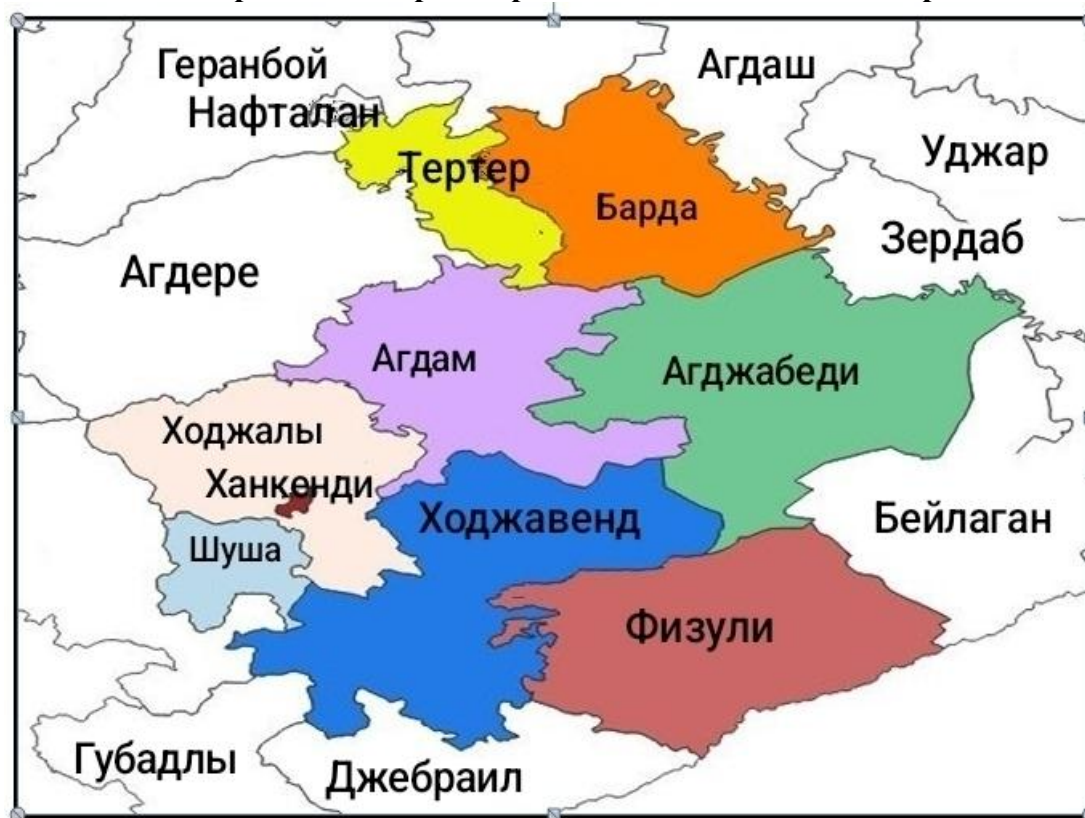 Геранбой
Агдаш
Нафталан
Уджар
Тертер
Барда
Зердаб
Агдере
Агдам
Агджабеди
Ходжалы
Ханкенди
Ходжавенд
Бейлаган
Шуша
Физули
Губадлы
Джебраил